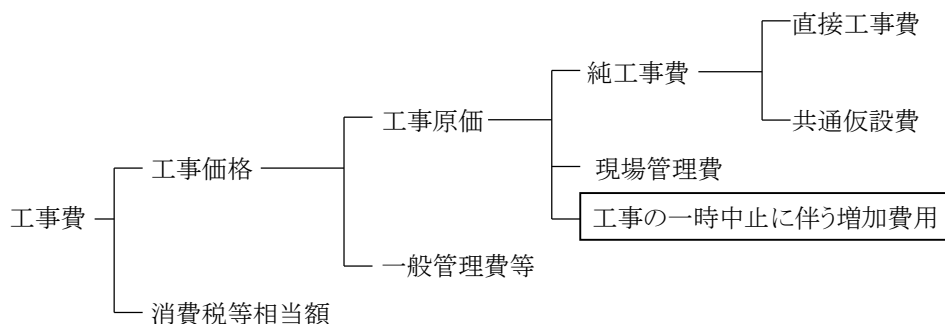 直接工事費
純工事費
工事原価
共通仮設費
工事価格
現場管理費
工事費
工事の一時中止に伴う増加費用
一般管理費等
消費税等相当額